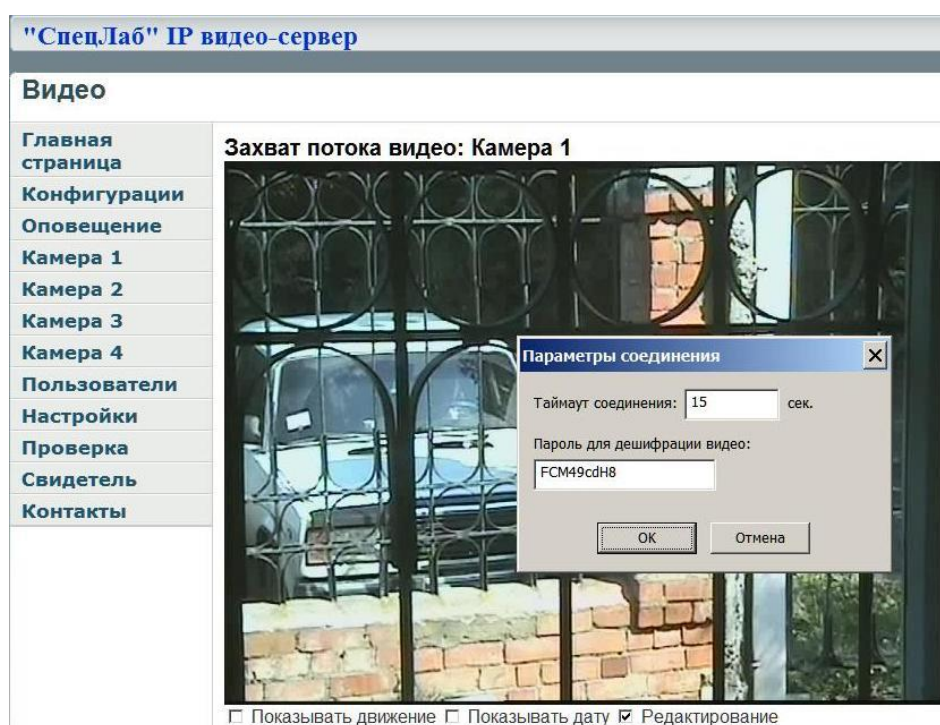 "СпецЛаб" IP видео-сервер
Видео
Главная
страница
Конфигурации
Оповещение
Камера 1
Камера 2
Камера 3
Камера 4
Пользователи
Настройки
Проверка
Свидетель
Контакты
Захват потока видео: Камера 1
Параметры соединения
Таймаут соединения: 15 сек.
Пароль для дешифрации видео:
FCM49cdH8
OK Отмена
Показывать движение Показывать дату Редактирование